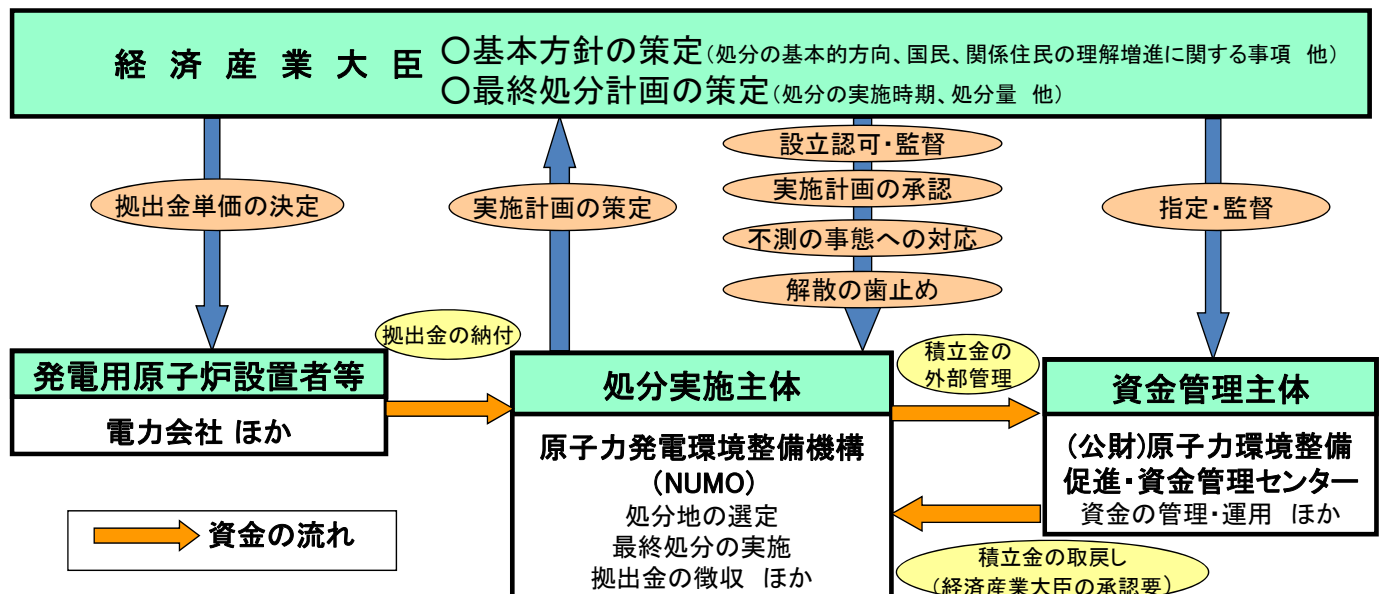 経済産業大臣
〇基本方針の策定(処分の基本的方向、国民、関係住民の理解増進に関する事項 他)
〇最終処分計画の策定(処分の実施時期、処分量 他)
拠出金単価の決定
実施計画の策定
設立認可・監督
実施計画の承認
不測の事態への対応
解散の歯止め
指定・監督
発電用原子炉設置者等
電力会社 ほか
拠出金の納付
処分実施主体
原子力発電環境整備機構
(NUMO)
処分地の選定
最終処分の実施
拠出金の徴収 ほか
積立金の
外部管理
資金管理主体
(公財)原子力環境整備
促進・資金管理センター
資金の管理・運用 ほか
積立金の取戻し
(経済産業大臣の承認要)
資金の流れ